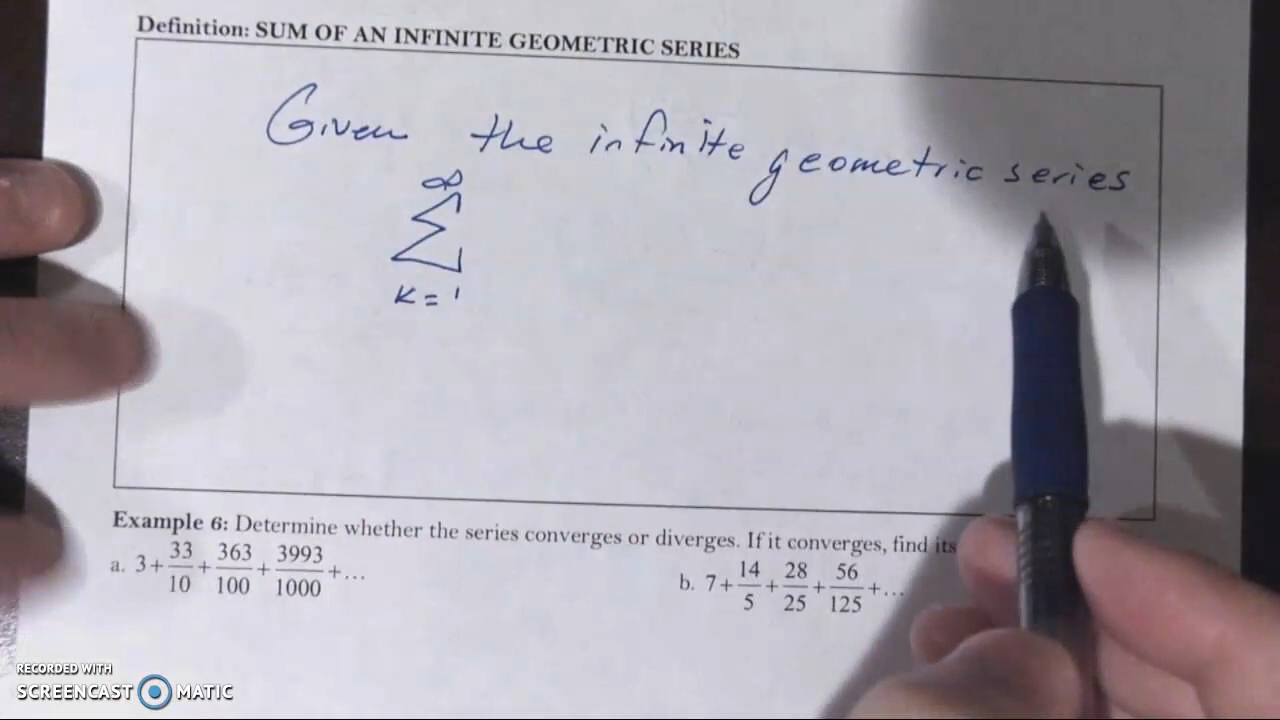 Definition: SUM OF AN INFINITE GEOMETRIC SERIES
Given the infinite geometric series
∞
Σ
K = 1
Example 6: Determine whether the series converges or diverges. If it converges, find its
a. 3 + 33/10 + 363/100 + 3993/1000 + ...
b. 7 + 14/5 + 28/25 + 56/125 + ...
RECORDED WITH
SCREENCAST MATIC